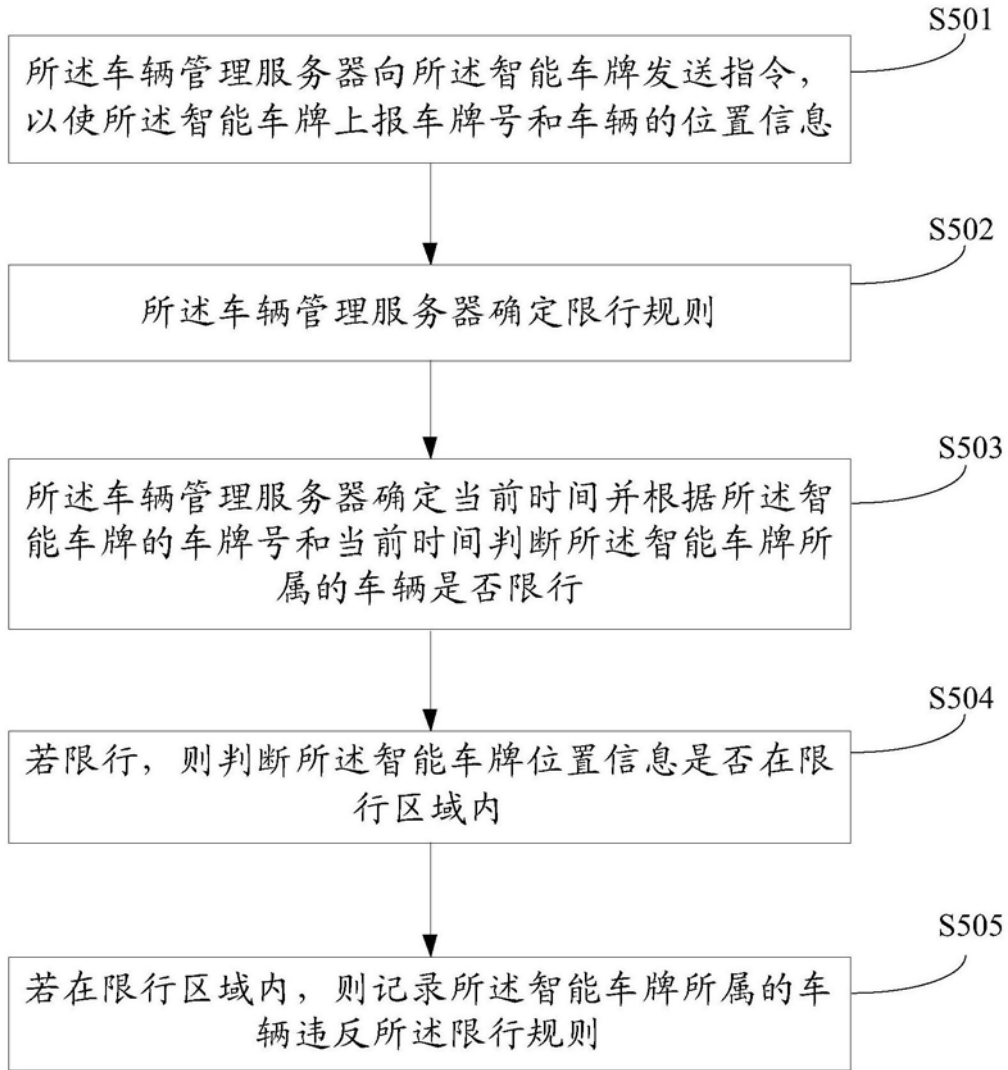 S501
所述车辆管理服务器向所述智能车牌发送指令，
以使所述智能车牌上报车牌号和车辆的位置信息
S502
所述车辆管理服务器确定限行规则
S503
所述车辆管理服务器确定当前时间并根据所述智
能车牌的车牌号和当前时间判断所述智能车牌所
属的车辆是否限行
S504
若限行，则判断所述智能车牌位置信息是否在限
行区域内
S505
若在限行区域内，则记录所述智能车牌所属的车
辆违反所述限行规则